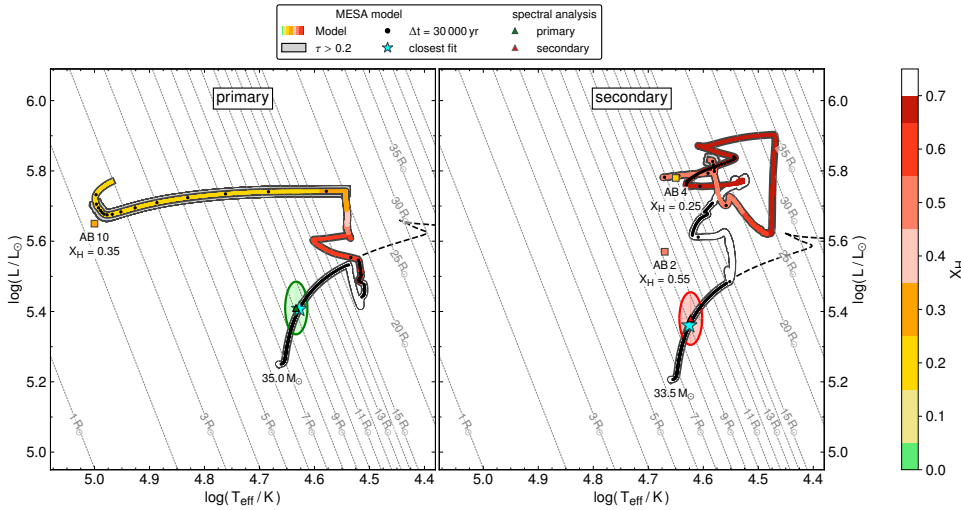 MESA model
spectral analysis
Model
Δt = 30 000 yr
primary
τ > 0.2
closest fit
secondary
primary
secondary
6.0
5.8
5.6
5.4
5.2
log( L / L⊙ )
5.0
4.9
4.8
4.7
4.6
4.5
4.4
log( T_eff / K )
AB 10
X_H = 0.35
35.0 M⊙
1 R⊙
3 R⊙
5 R⊙
7 R⊙
9 R⊙
11 R⊙
13 R⊙
15 R⊙
20 R⊙
25 R⊙
30 R⊙
35 R⊙
6.0
5.8
5.6
5.4
5.2
log( L / L⊙ )
5.0
4.9
4.8
4.7
4.6
4.5
4.4
log( T_eff / K )
AB 4
X_H = 0.25
AB 2
X_H = 0.55
33.5 M⊙
1 R⊙
3 R⊙
5 R⊙
7 R⊙
9 R⊙
11 R⊙
13 R⊙
15 R⊙
20 R⊙
25 R⊙
30 R⊙
35 R⊙
0.7
0.6
0.5
0.4
0.3
0.2
0.1
0.0
X_H